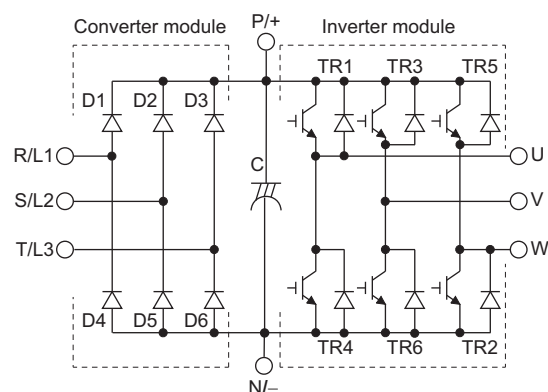 Converter module
P/+
Inverter module
D1
D2
D3
TR1
TR3
TR5
R/L1
U
C
S/L2
V
T/L3
W
D4
D5
D6
TR4
TR6
TR2
N/−